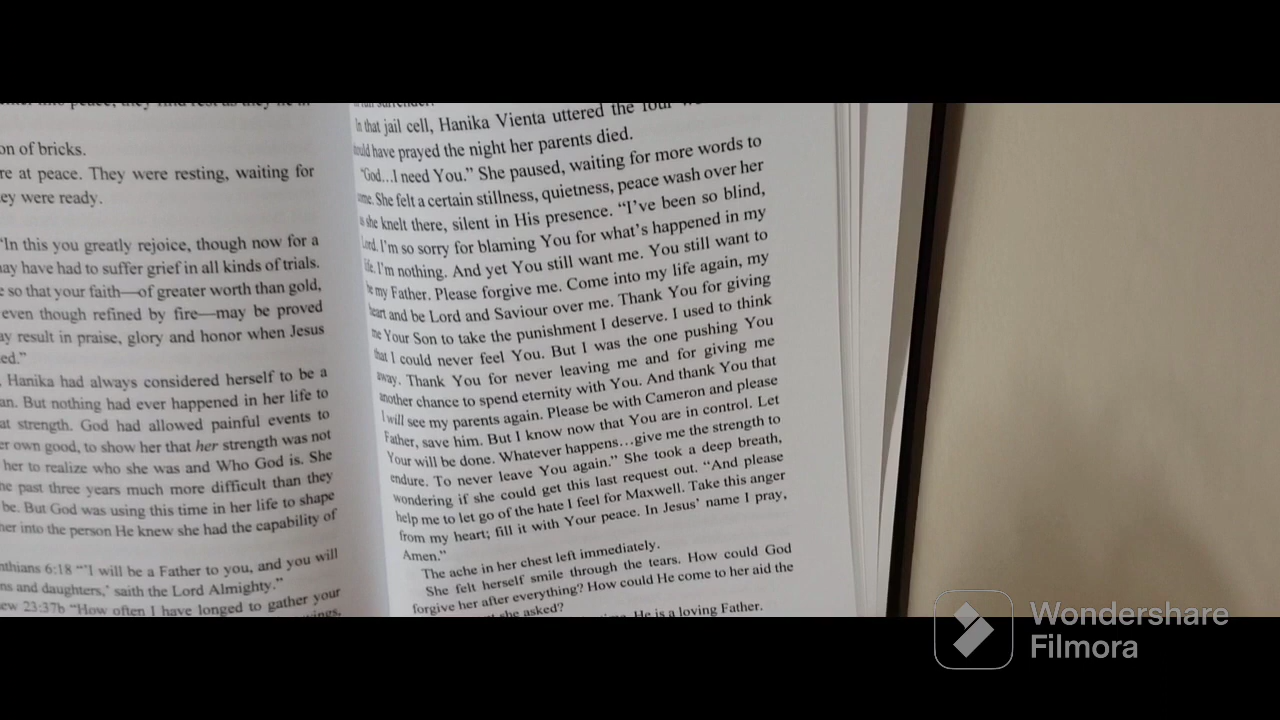 on of bricks.
re at peace. They were resting, waiting for
ey were ready.
"In this you greatly rejoice, though now for a
may have had to suffer grief in all kinds of trials.
e so that your faith—of greater worth than gold,
even though refined by fire—may be proved
ay result in praise, glory and honor when Jesus
ed."
Hanika had always considered herself to be a
an. But nothing had ever happened in her life to
at strength. God had allowed painful events to
er own good, to show her that her strength was not
her to realize who she was and Who God is. She
he past three years much more difficult than they
be. But God was using this time in her life to shape
her into the person He knew she had the capability of
nthians 6:18 "'I will be a Father to you, and you will
ns and daughters,' saith the Lord Almighty."
ew 23:37b "How often I have longed to gather your
In that jail cell, Hanika Vienta uttered the four
have prayed the night her parents died.
"God...I need You." She paused, waiting for more words to
She felt a certain stillness, quietness, peace wash over her
as she knelt there, silent in His presence. "I've been so blind,
Lord. I'm so sorry for blaming You for what's happened in my
life. I'm nothing. And yet You still want me. You still want to
be my Father. Please forgive me. Come into my life again, my
heart and be Lord and Saviour over me. Thank You for giving
me Your Son to take the punishment I deserve. I used to think
that I could never feel You. But I was the one pushing You
away. Thank You for never leaving me and for giving me
another chance to spend eternity with You. And thank You that
I will see my parents again. Please be with Cameron and please
Father, save him. But I know now that You are in control. Let
Your will be done. Whatever happens...give me the strength to
endure. To never leave You again." She took a deep breath,
wondering if she could get this last request out. "And please
help me to let go of the hate I feel for Maxwell. Take this anger
from my heart; fill it with Your peace. In Jesus' name I pray,
Amen."
The ache in her chest left immediately.
She felt herself smile through the tears. How could God
forgive her after everything? How could He come to her aid the
she asked?
He is a loving Father.
Wondershare
Filmora